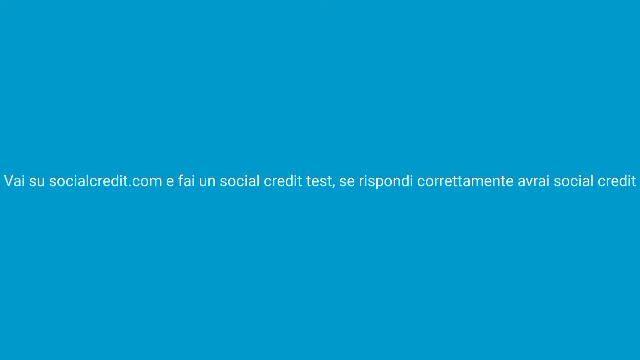 Vai su socialcredit.com e fai un social credit test, se rispondi correttamente avrai social credit